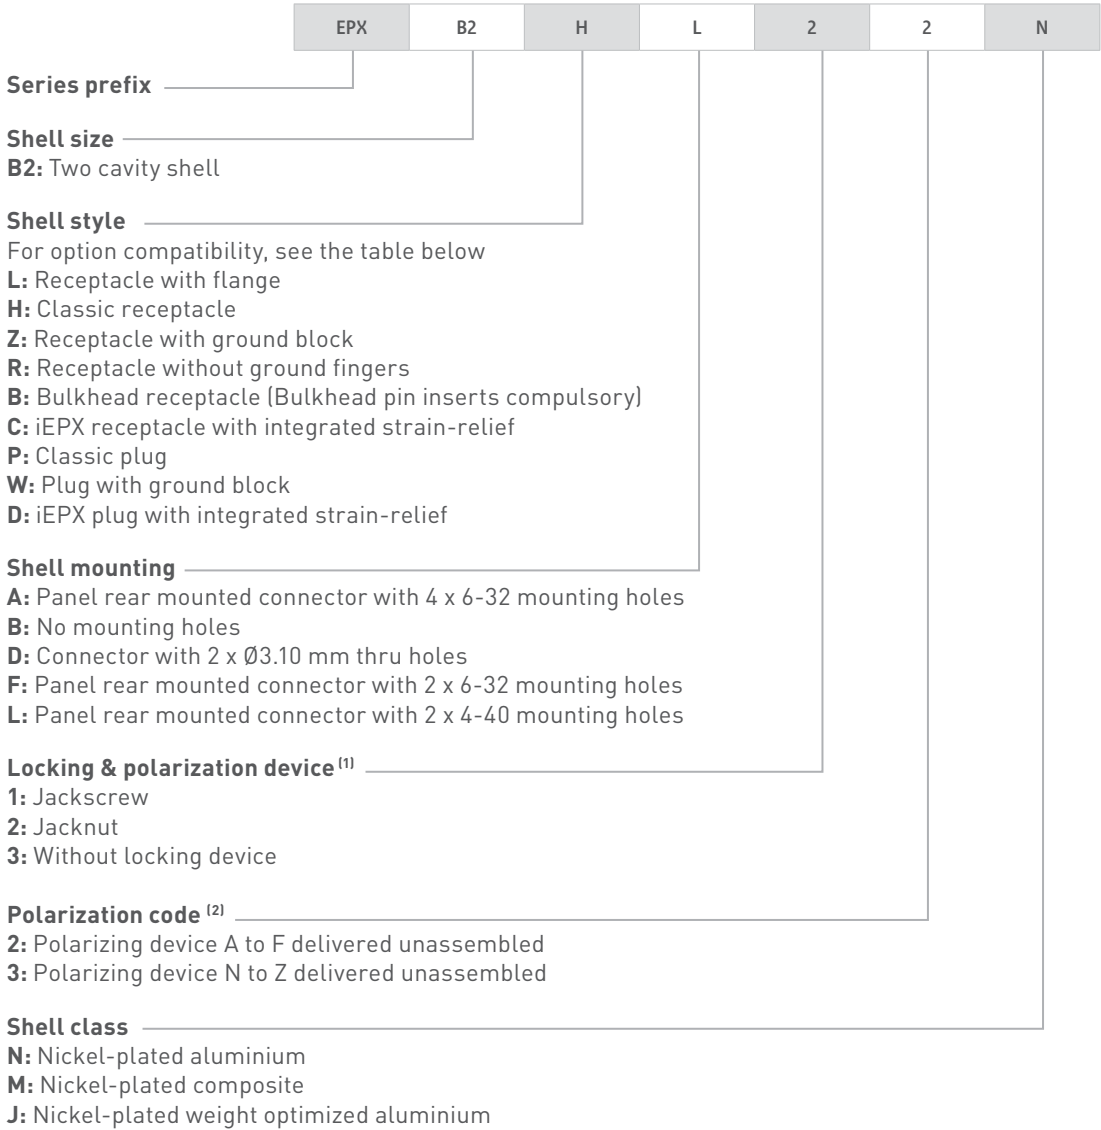 EPX B2 H L 2 2 N
Series prefix
Shell size
B2: Two cavity shell
Shell style
For option compatibility, see the table below
L: Receptacle with flange
H: Classic receptacle
Z: Receptacle with ground block
R: Receptacle without ground fingers
B: Bulkhead receptacle (Bulkhead pin inserts compulsory)
C: iEPX receptacle with integrated strain-relief
P: Classic plug
W: Plug with ground block
D: iEPX plug with integrated strain-relief
Shell mounting
A: Panel rear mounted connector with 4 x 6-32 mounting holes
B: No mounting holes
D: Connector with 2 x Ø3.10 mm thru holes
F: Panel rear mounted connector with 2 x 6-32 mounting holes
L: Panel rear mounted connector with 2 x 4-40 mounting holes
Locking & polarization device (1)
1: Jackscrew
2: Jacknut
3: Without locking device
Polarization code (2)
2: Polarizing device A to F delivered unassembled
3: Polarizing device N to Z delivered unassembled
Shell class
N: Nickel-plated aluminium
M: Nickel-plated composite
J: Nickel-plated weight optimized aluminium